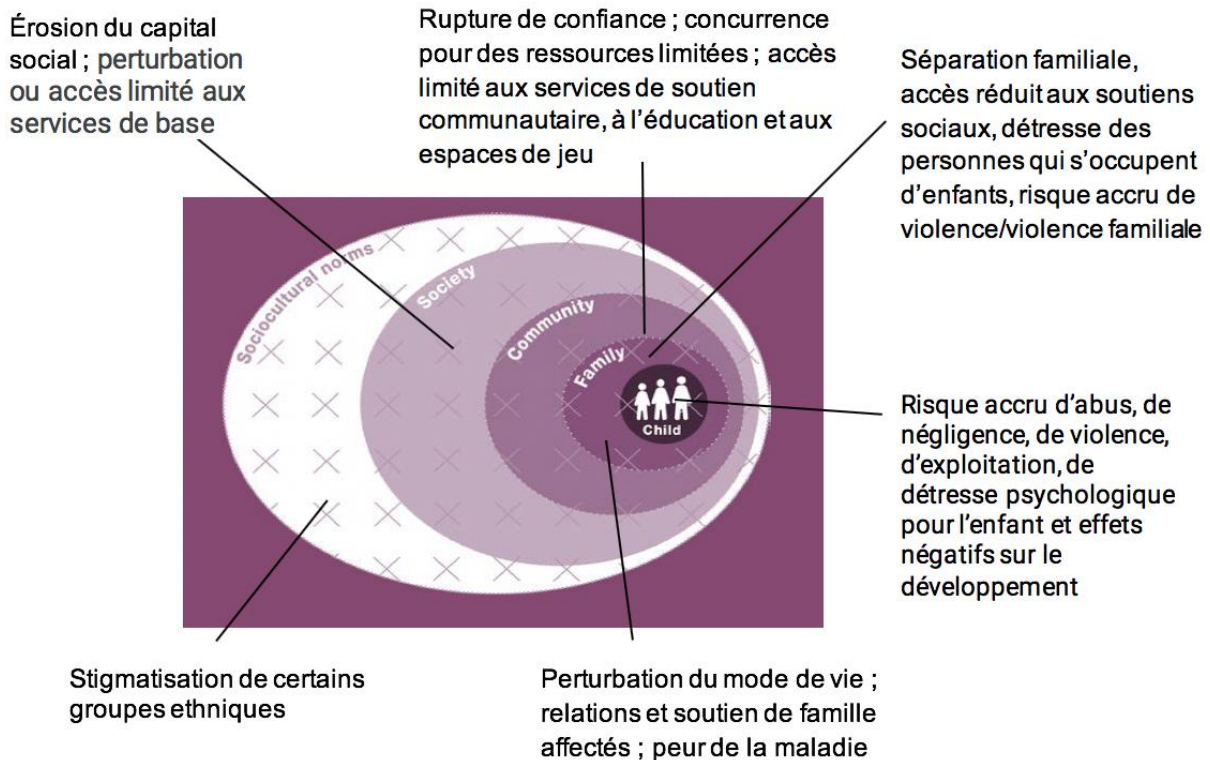 Érosion du capital
social ; perturbation
ou accès limité aux
services de base
Rupture de confiance ; concurrence
pour des ressources limitées ; accès
limité aux services de soutien
communautaire, à l'éducation et aux
espaces de jeu
Séparation familiale,
accès réduit aux soutiens
sociaux, détresse des
personnes qui s'occupent
d'enfants, risque accru de
violence/violence familiale
Sociocultural norms
Society
Community
Family
Child
Risque accru d'abus, de
négligence, de violence,
d'exploitation, de
détresse psychologique
pour l'enfant et effets
négatifs sur le
développement
Stigmatisation de certains
groupes ethniques
Perturbation du mode de vie ;
relations et soutien de famille
affectés ; peur de la maladie